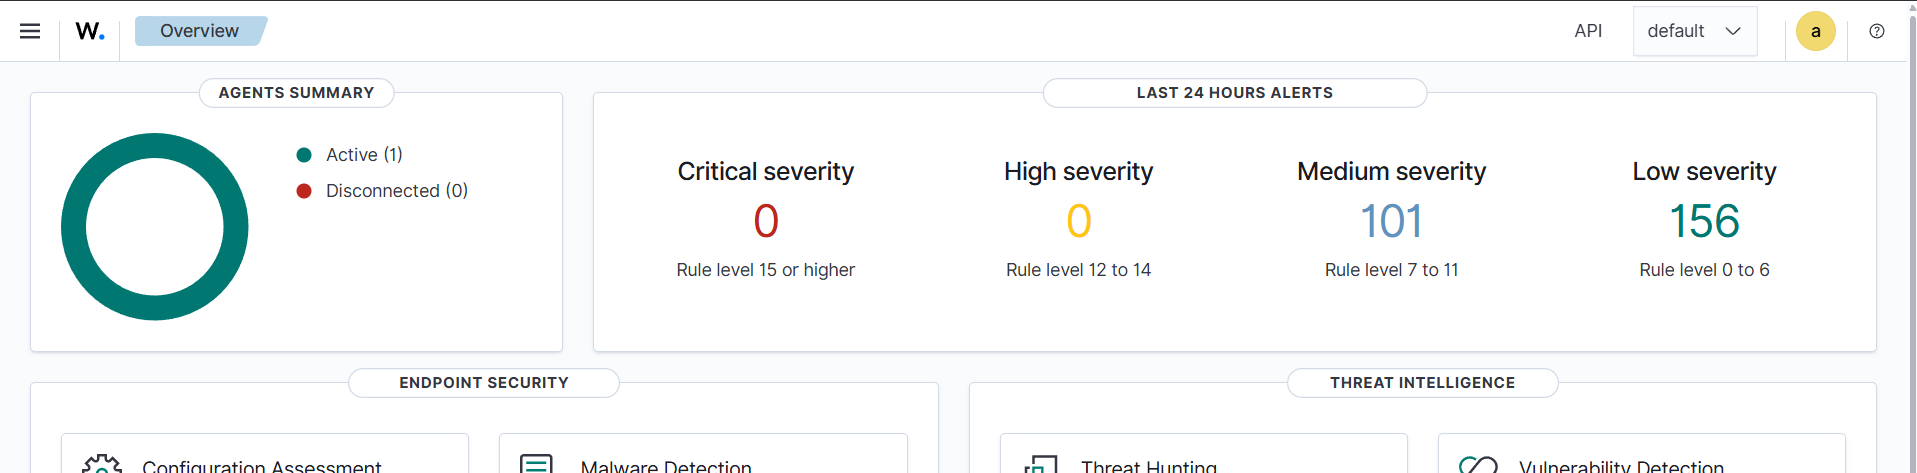 W. Overview API default a
AGENTS SUMMARY
Active (1)
Disconnected (0)
LAST 24 HOURS ALERTS
Critical severity
0
Rule level 15 or higher
High severity
0
Rule level 12 to 14
Medium severity
101
Rule level 7 to 11
Low severity
156
Rule level 0 to 6
ENDPOINT SECURITY
Configuration Assessment
Malware Detection
THREAT INTELLIGENCE
Threat Hunting
Vulnerability Detection